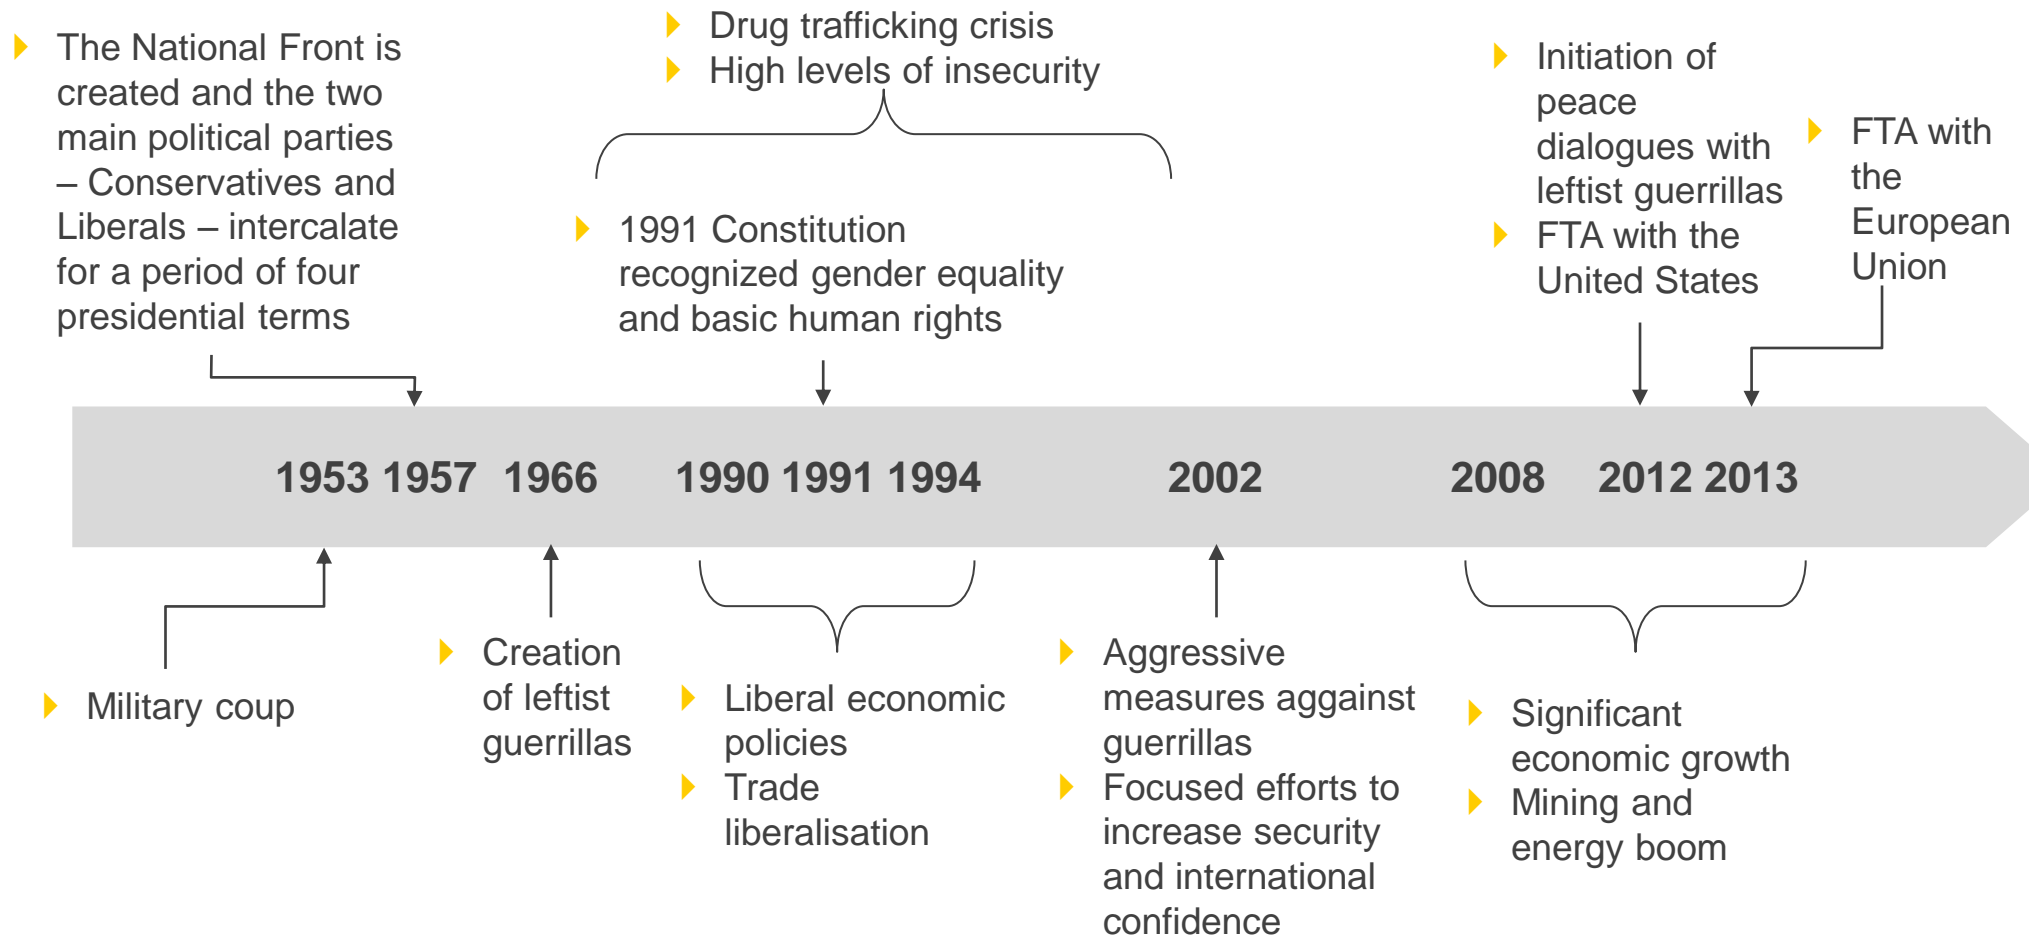 The National Front is
created and the two
main political parties
– Conservatives and
Liberals – intercalate
for a period of four
presidential terms
Drug trafficking crisis
High levels of insecurity
1991 Constitution
recognized gender equality
and basic human rights
Initiation of
peace
dialogues with
leftist guerrillas
FTA with the
United States
FTA with
the
European
Union
1953 1957 1966 1990 1991 1994 2002 2008 2012 2013
Military coup
Creation
of leftist
guerrillas
Liberal economic
policies
Trade
liberalisation
Aggressive
measures aggainst
guerrillas
Focused efforts to
increase security
and international
confidence
Significant
economic growth
Mining and
energy boom